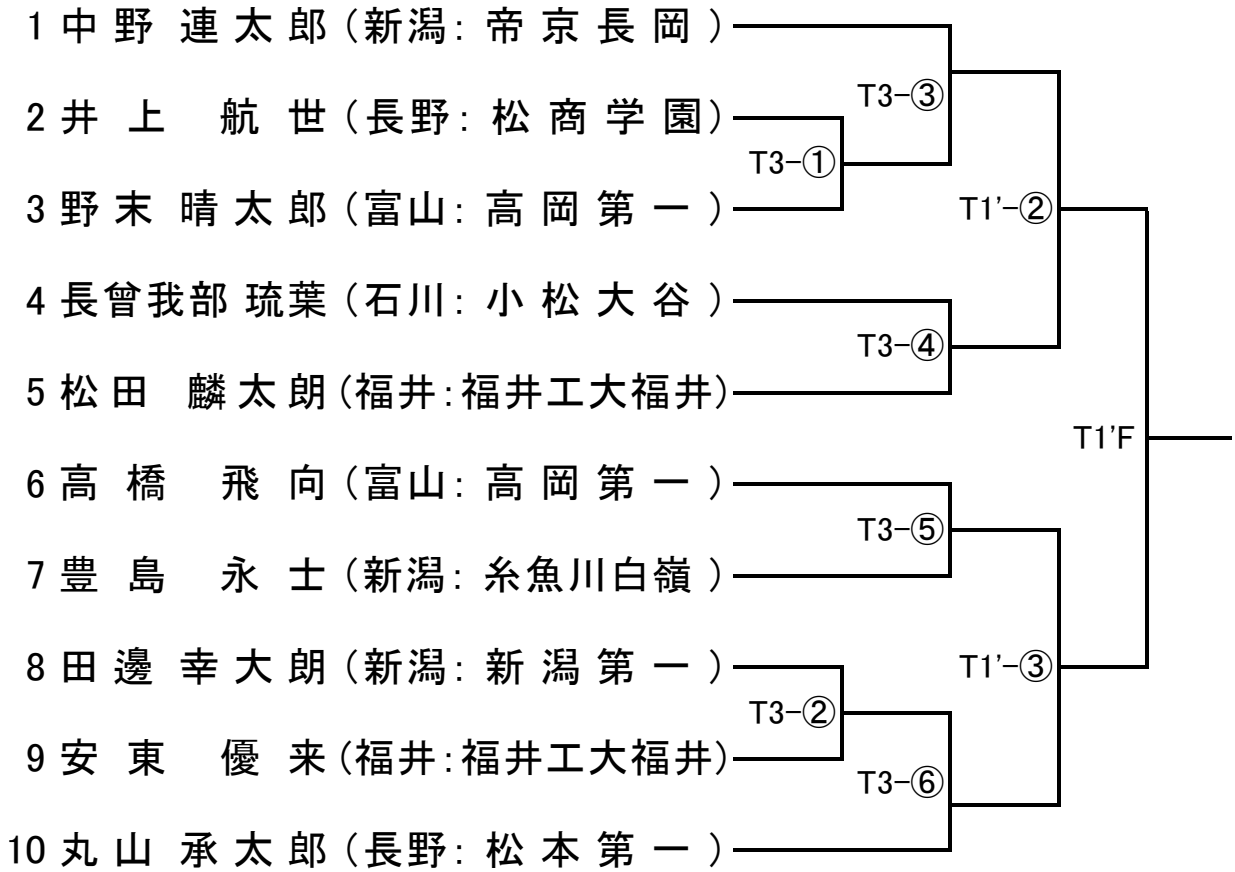 1 中野 連太郎 (新潟: 帝京長岡)
T3-③
2 井上 航世 (長野: 松商学園)
T3-①
3 野末 晴太郎 (富山: 高岡第一)
T1'-②
4 長曾我部 琉葉 (石川: 小松大谷)
T3-④
5 松田 麟太朗 (福井:福井工大福井)
T1'F
6 高橋 飛向 (富山: 高岡第一)
T3-⑤
7 豊島 永士 (新潟: 糸魚川白嶺)
8 田邊 幸大朗 (新潟: 新潟第一)
T1'-③
T3-②
9 安東 優来 (福井:福井工大福井)
T3-⑥
10 丸山 承太郎 (長野: 松本第一)